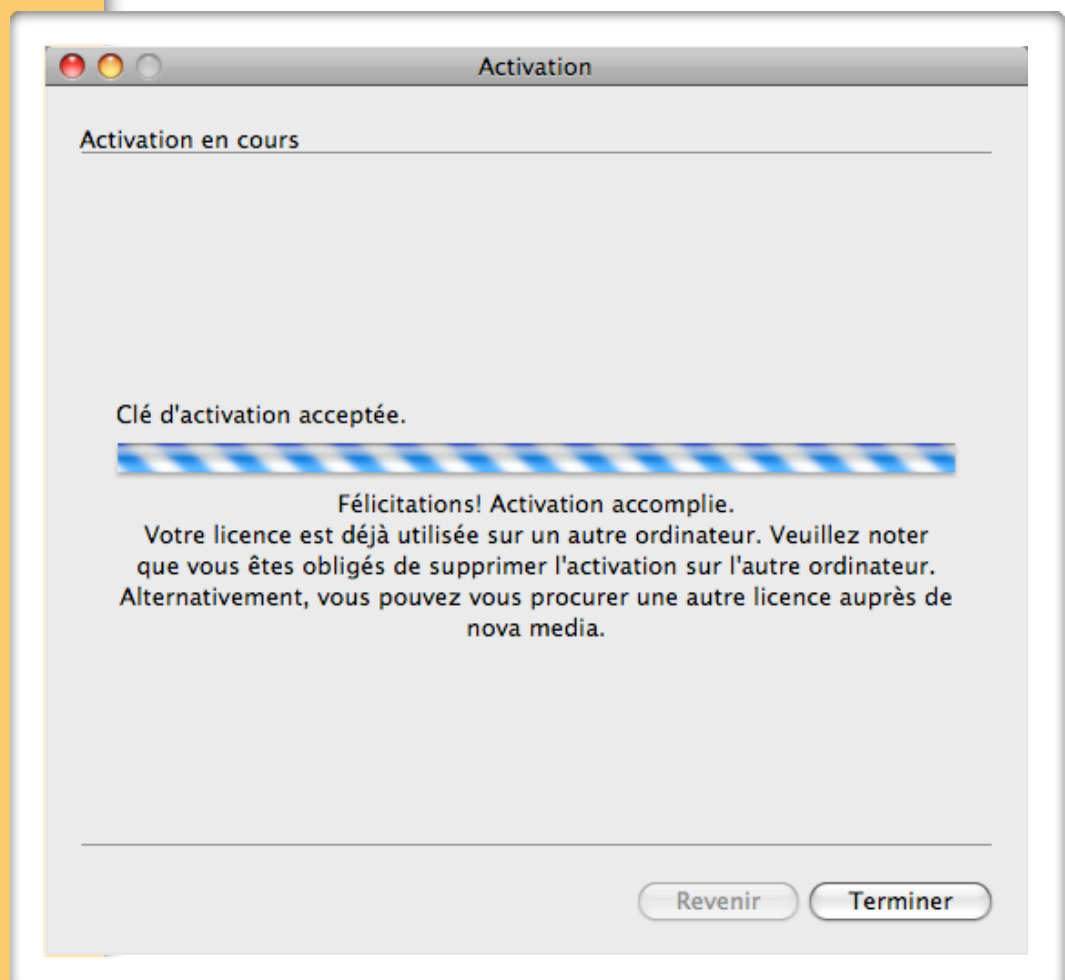 Activation
Activation en cours
Clé d'activation acceptée.
Félicitations! Activation accomplie.
Votre licence est déjà utilisée sur un autre ordinateur. Veuillez noter
que vous êtes obligés de supprimer l'activation sur l'autre ordinateur.
Alternativement, vous pouvez vous procurer une autre licence auprès de
nova media.
Revenir
Terminer